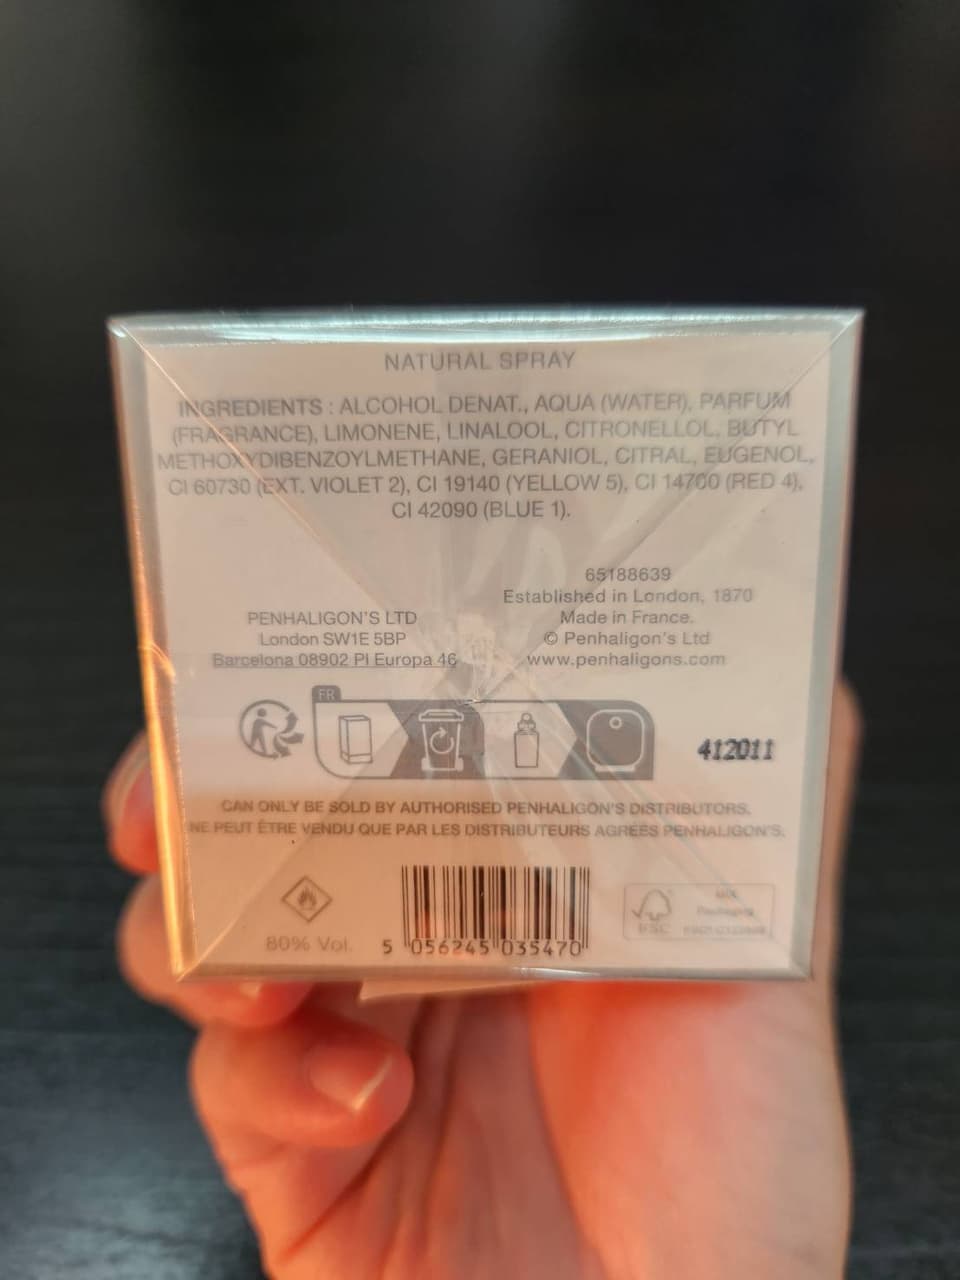 NATURAL SPRAY
INGREDIENTS : ALCOHOL DENAT., AQUA (WATER), PARFUM
(FRAGRANCE), LIMONENE, LINALOOL, CITRONELLOL, BUTYL
METHOXYDIBENZOYLMETHANE, GERANIOL, CITRAL, EUGENOL,
CI 60730 (EXT. VIOLET 2), CI 19140 (YELLOW 5), CI 14700 (RED 4),
CI 42090 (BLUE 1).
65188639
Established in London, 1870
Made in France.
© Penhaligon's Ltd
www.penhaligons.com
PENHALIGON'S LTD
London SW1E 5BP
Barcelona 08902 Pl Europa 46
FR
412011
CAN ONLY BE SOLD BY AUTHORISED PENHALIGON'S DISTRIBUTORS.
NE PEUT ÊTRE VENDU QUE PAR LES DISTRIBUTEURS AGRÉÉS PENHALIGON'S.
80% Vol.
5 056245 035470
FSC
MIX
Packaging